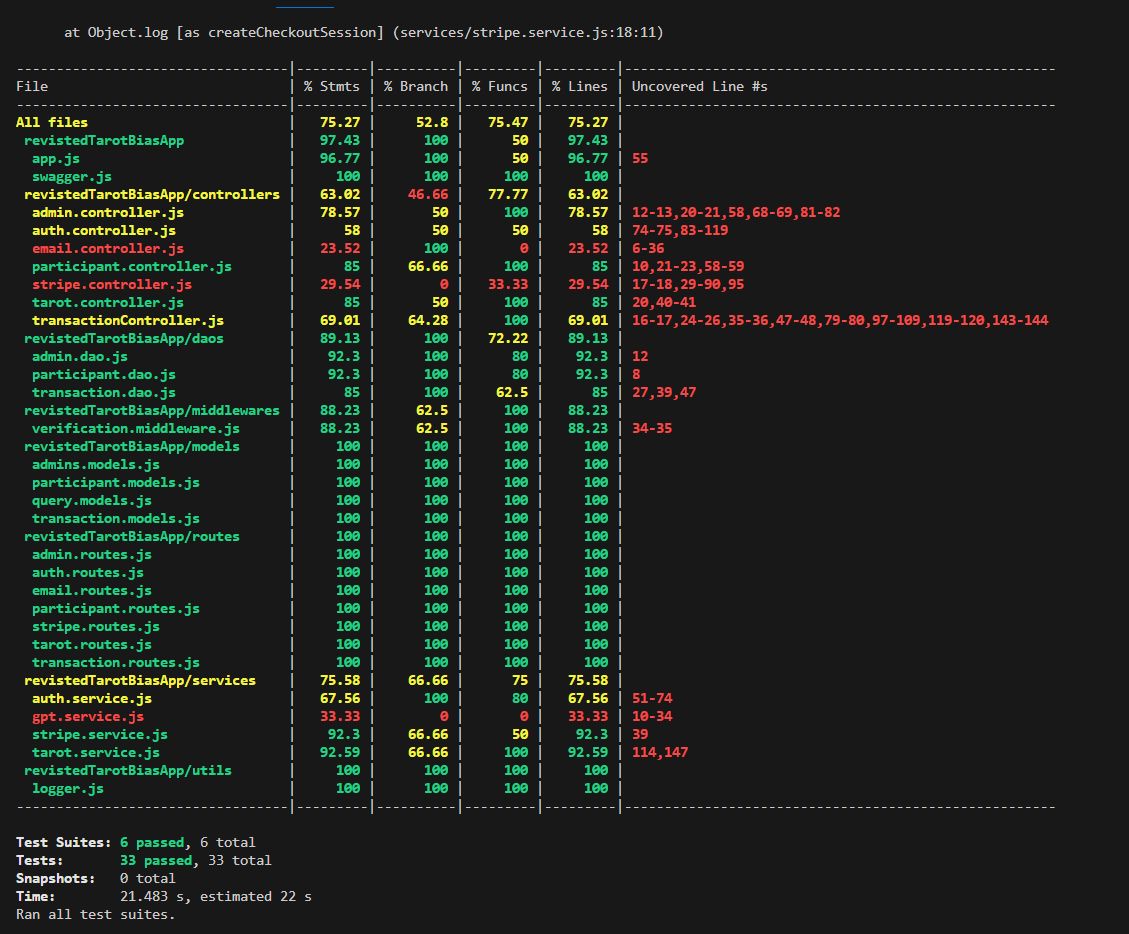 at Object.log [as createCheckoutSession] (services/stripe.service.js:18:11)
----------------------------------|---------|----------|---------|---------|------------------------------------------------------
File                              | % Stmts | % Branch | % Funcs | % Lines | Uncovered Line #s
----------------------------------|---------|----------|---------|---------|------------------------------------------------------
All files                         |   75.27 |     52.8 |   75.47 |   75.27 |
 revistedTarotBiasApp             |   97.43 |      100 |      50 |   97.43 |
  app.js                          |   96.77 |      100 |      50 |   96.77 | 55
  swagger.js                      |     100 |      100 |     100 |     100 |
 revistedTarotBiasApp/controllers |   63.02 |    46.66 |   77.77 |   63.02 |
  admin.controller.js             |   78.57 |       50 |     100 |   78.57 | 12-13,20-21,58,68-69,81-82
  auth.controller.js              |      58 |       50 |      50 |      58 | 74-75,83-119
  email.controller.js             |   23.52 |      100 |       0 |   23.52 | 6-36
  participant.controller.js       |      85 |    66.66 |     100 |      85 | 10,21-23,58-59
  stripe.controller.js            |   29.54 |        0 |   33.33 |   29.54 | 17-18,29-90,95
  tarot.controller.js             |      85 |       50 |     100 |      85 | 20,40-41
  transactionController.js        |   69.01 |    64.28 |     100 |   69.01 | 16-17,24-26,35-36,47-48,79-80,97-109,119-120,143-144
 revistedTarotBiasApp/daos        |   89.13 |      100 |   72.22 |   89.13 |
  admin.dao.js                    |    92.3 |      100 |      80 |    92.3 | 12
  participant.dao.js              |    92.3 |      100 |      80 |    92.3 | 8
  transaction.dao.js              |      85 |      100 |    62.5 |      85 | 27,39,47
 revistedTarotBiasApp/middlewares |   88.23 |     62.5 |     100 |   88.23 |
  verification.middleware.js      |   88.23 |     62.5 |     100 |   88.23 | 34-35
 revistedTarotBiasApp/models      |     100 |      100 |     100 |     100 |
  admins.models.js                |     100 |      100 |     100 |     100 |
  participant.models.js           |     100 |      100 |     100 |     100 |
  query.models.js                 |     100 |      100 |     100 |     100 |
  transaction.models.js           |     100 |      100 |     100 |     100 |
 revistedTarotBiasApp/routes      |     100 |      100 |     100 |     100 |
  admin.routes.js                 |     100 |      100 |     100 |     100 |
  auth.routes.js                  |     100 |      100 |     100 |     100 |
  email.routes.js                 |     100 |      100 |     100 |     100 |
  participant.routes.js           |     100 |      100 |     100 |     100 |
  stripe.routes.js                |     100 |      100 |     100 |     100 |
  tarot.routes.js                 |     100 |      100 |     100 |     100 |
  transaction.routes.js           |     100 |      100 |     100 |     100 |
 revistedTarotBiasApp/services    |   75.58 |    66.66 |      75 |   75.58 |
  auth.service.js                 |   67.56 |      100 |      80 |   67.56 | 51-74
  gpt.service.js                  |   33.33 |        0 |       0 |   33.33 | 10-34
  stripe.service.js               |    92.3 |    66.66 |      50 |    92.3 | 39
  tarot.service.js                |   92.59 |    66.66 |     100 |   92.59 | 114,147
 revistedTarotBiasApp/utils       |     100 |      100 |     100 |     100 |
  logger.js                       |     100 |      100 |     100 |     100 |
----------------------------------|---------|----------|---------|---------|------------------------------------------------------
Test Suites: 6 passed, 6 total
Tests:       33 passed, 33 total
Snapshots:   0 total
Time:        21.483 s, estimated 22 s
Ran all test suites.